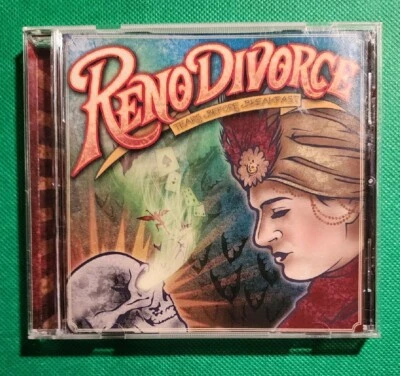 RENO DIVORCE
TEARS BEFORE BREAKFAST